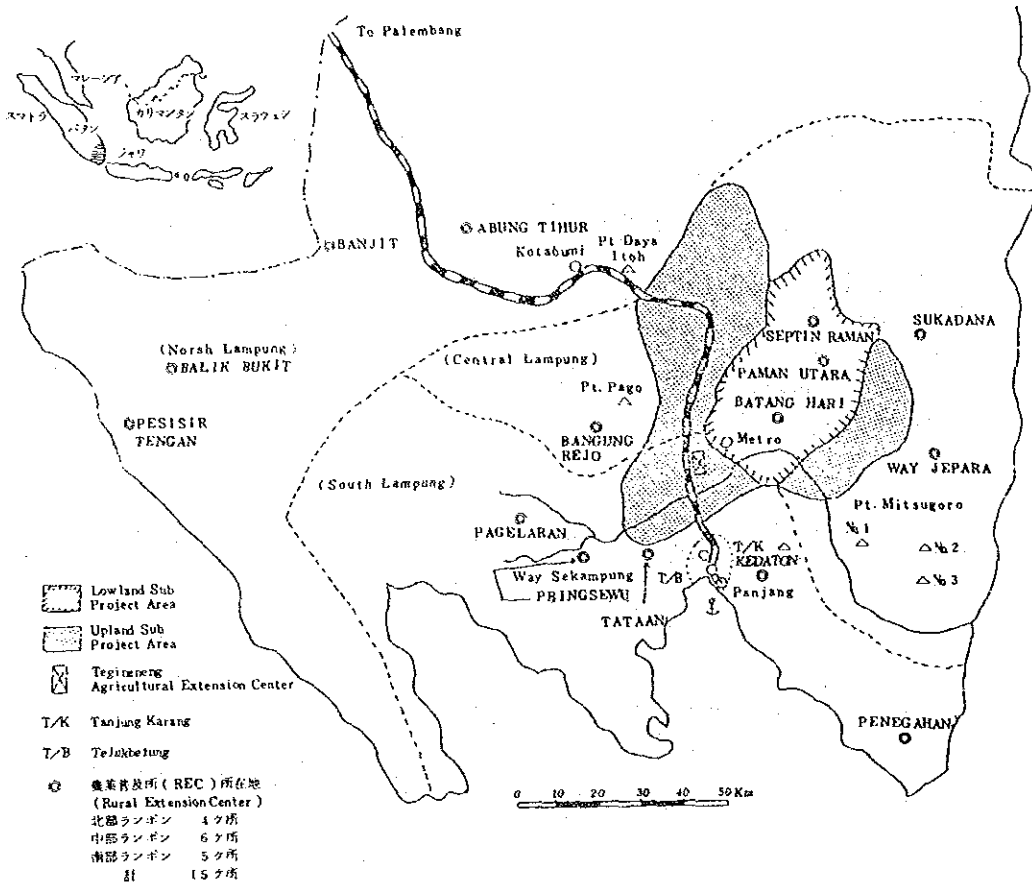 To Palembang
マレーシア
カリマンタン
スマトラ
スラウェシ
バタン
ジャワ
ABUNG TIHUR
Kotabumi
Pt Daya
Itoh
BANJIT
SEPTIN RAMAN
SUKADANA
(Norsh Lampung)
BALIK BUKIT
(Central Lampung)
PAMAN UTARA
Pt. Pago
BATANG HARI
PESISIR
TENGAN
BANGUNG
REJO
Metro
WAY JEPARA
(South Lampung)
Pt. Mitsugoro
PAGELARAN
No.1
No.2
No.3
T/K
KEDATON
Way Sekampung
PRINGSEWU
T/B
Panjang
TATAAN
PENEGAHAN
Lowland Sub
Project Area
Upland Sub
Project Area
Tegineneng
Agricultural Extension Center
T/K Tanjung Karang
T/B Telukbetung
農業普及所(REC)所在地
(Rural Extension Center)
北部ランポン 4ケ所
中部ランポン 6ケ所
南部ランポン 5ケ所
計 15ケ所
0 10 20 30 40 50 Km